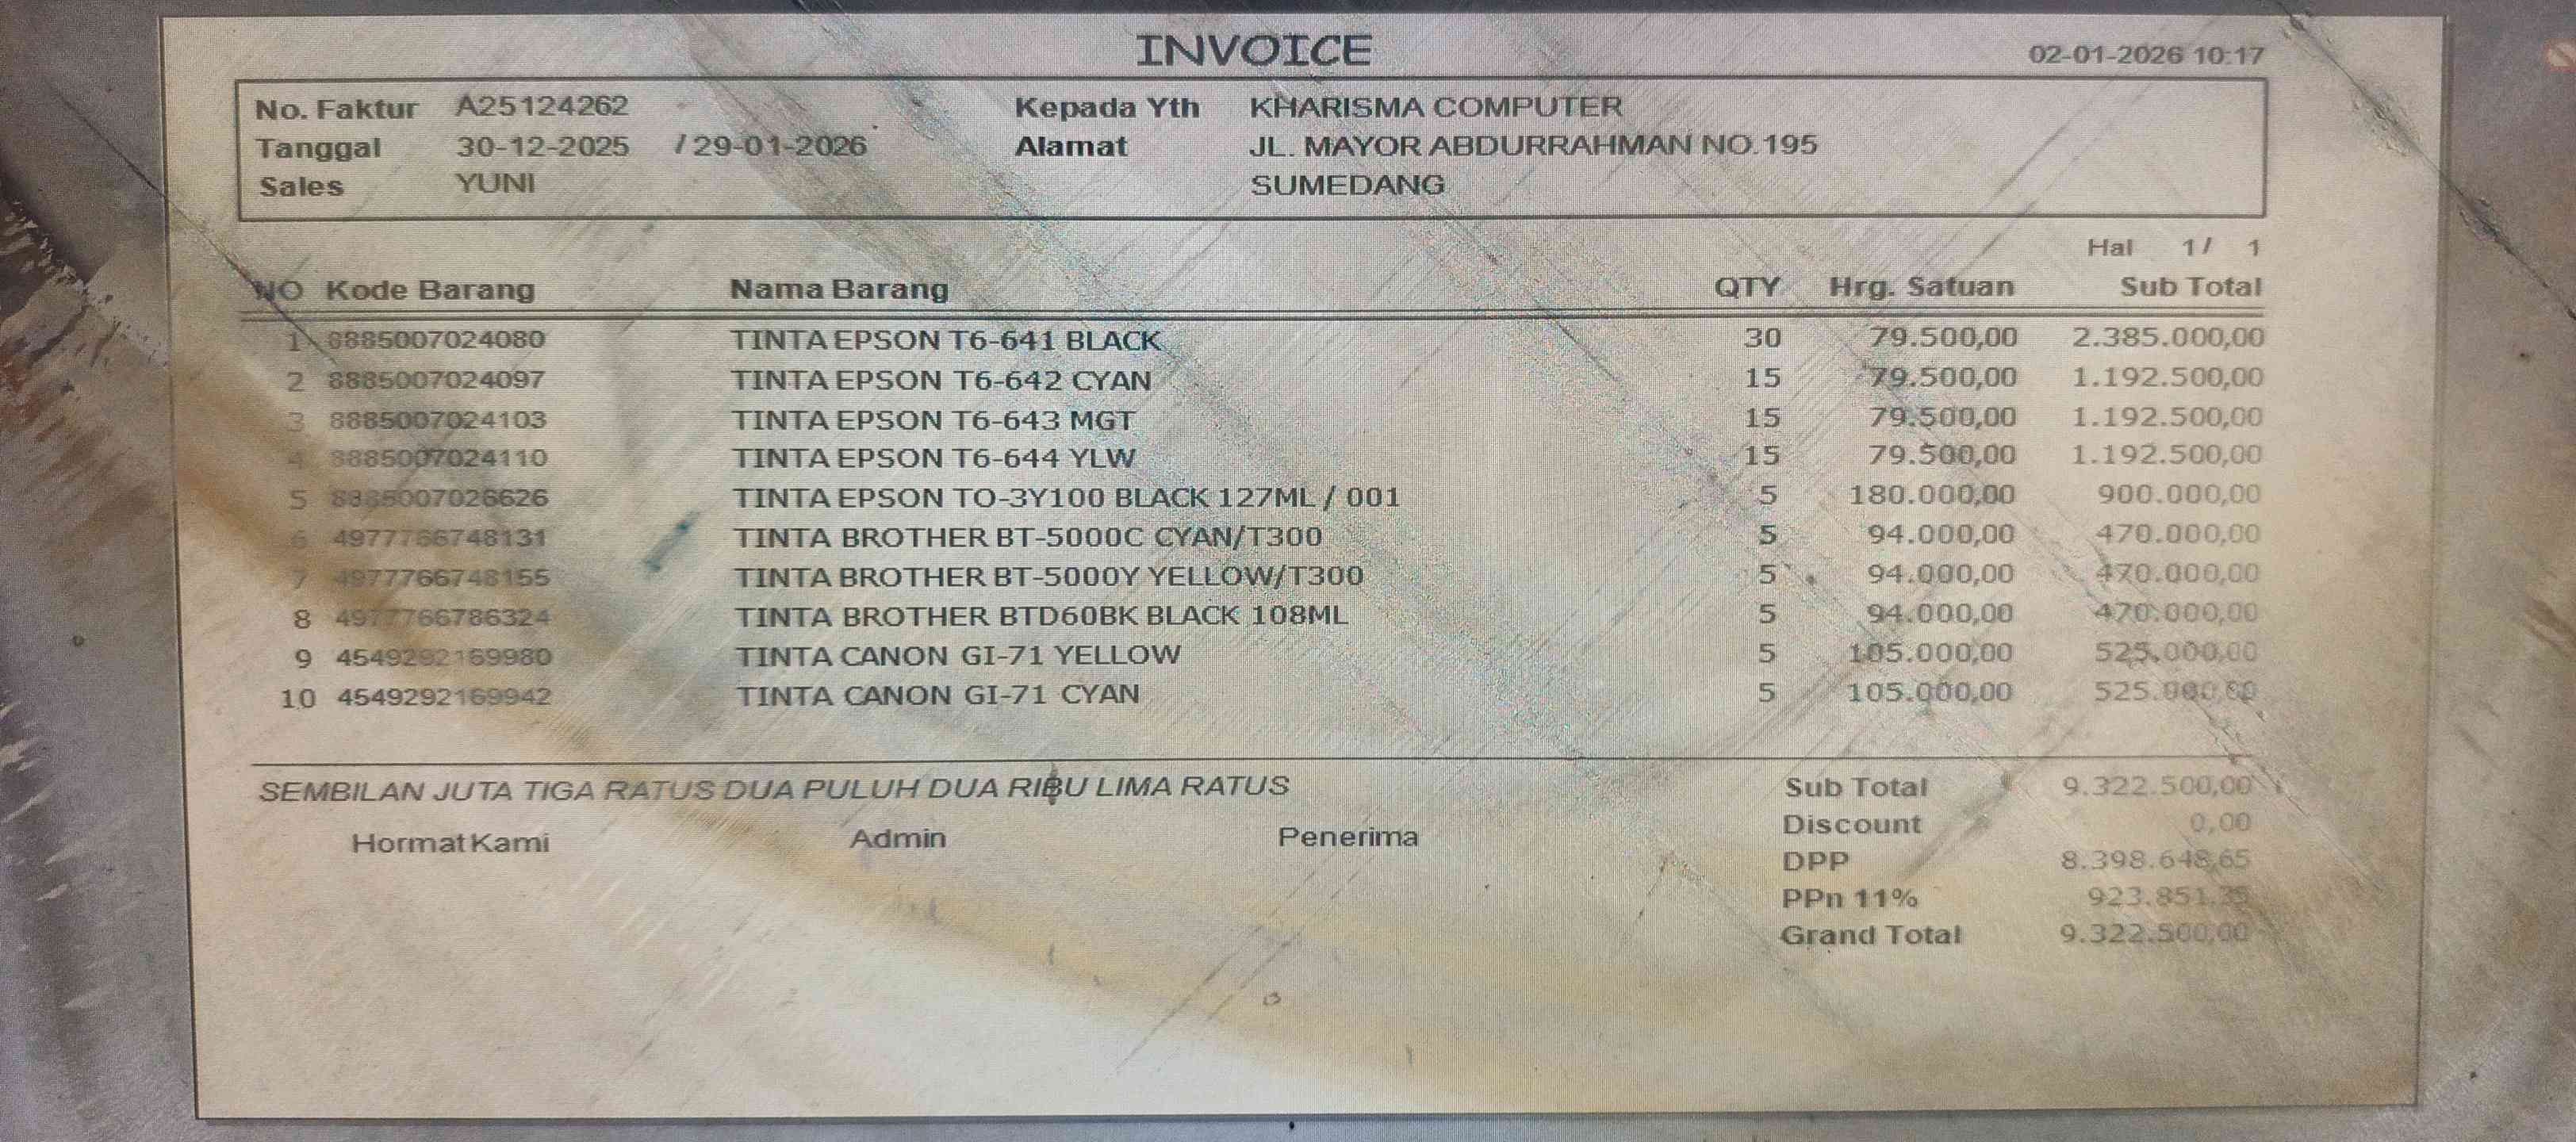 INVOICE
02-01-2026 10:17
No. Faktur A25124262 Kepada Yth KHARISMA COMPUTER
Tanggal 30-12-2025 / 29-01-2026 Alamat JL. MAYOR ABDURRAHMAN NO.195
Sales YUNI SUMEDANG
Hal 1 / 1
NO Kode Barang Nama Barang QTY Hrg. Satuan Sub Total
1 8885007024080 TINTA EPSON T6-641 BLACK 30 79.500,00 2.385.000,00
2 8885007024097 TINTA EPSON T6-642 CYAN 15 79.500,00 1.192.500,00
3 8885007024103 TINTA EPSON T6-643 MGT 15 79.500,00 1.192.500,00
4 8885007024110 TINTA EPSON T6-644 YLW 15 79.500,00 1.192.500,00
5 8885007026626 TINTA EPSON TO-3Y100 BLACK 127ML / 001 5 180.000,00 900.000,00
6 4977766748131 TINTA BROTHER BT-5000C CYAN/T300 5 94.000,00 470.000,00
7 4977766748155 TINTA BROTHER BT-5000Y YELLOW/T300 5 94.000,00 470.000,00
8 4977766786324 TINTA BROTHER BTD60BK BLACK 108ML 5 94.000,00 470.000,00
9 4549292169980 TINTA CANON GI-71 YELLOW 5 105.000,00 525.000,00
10 4549292169942 TINTA CANON GI-71 CYAN 5 105.000,00 525.000,00
SEMBILAN JUTA TIGA RATUS DUA PULUH DUA RIBU LIMA RATUS
Sub Total 9.322.500,00
Discount 0,00
Hormat Kami Admin Penerima
DPP 8.398.648,65
PPn 11% 923.851,35
Grand Total 9.322.500,00